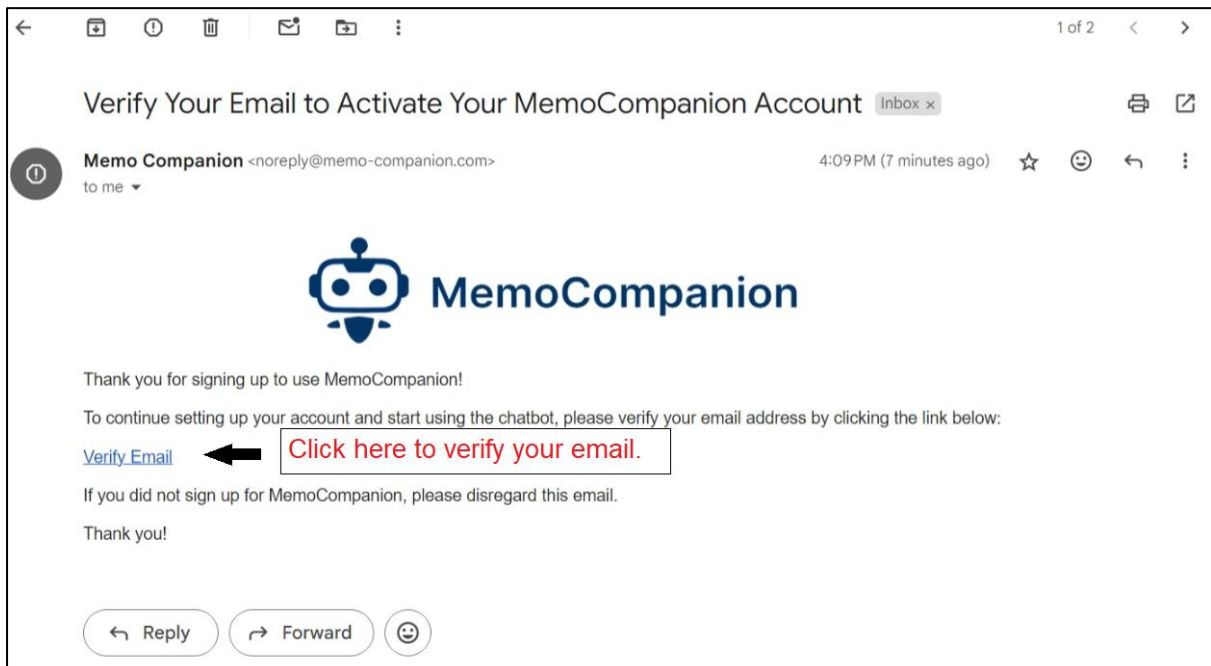 1 of 2
Verify Your Email to Activate Your MemoCompanion Account Inbox x
Memo Companion <noreply@memo-companion.com> 4:09 PM (7 minutes ago)
to me
MemoCompanion
Thank you for signing up to use MemoCompanion!
To continue setting up your account and start using the chatbot, please verify your email address by clicking the link below:
Verify Email Click here to verify your email.
If you did not sign up for MemoCompanion, please disregard this email.
Thank you!
Reply Forward